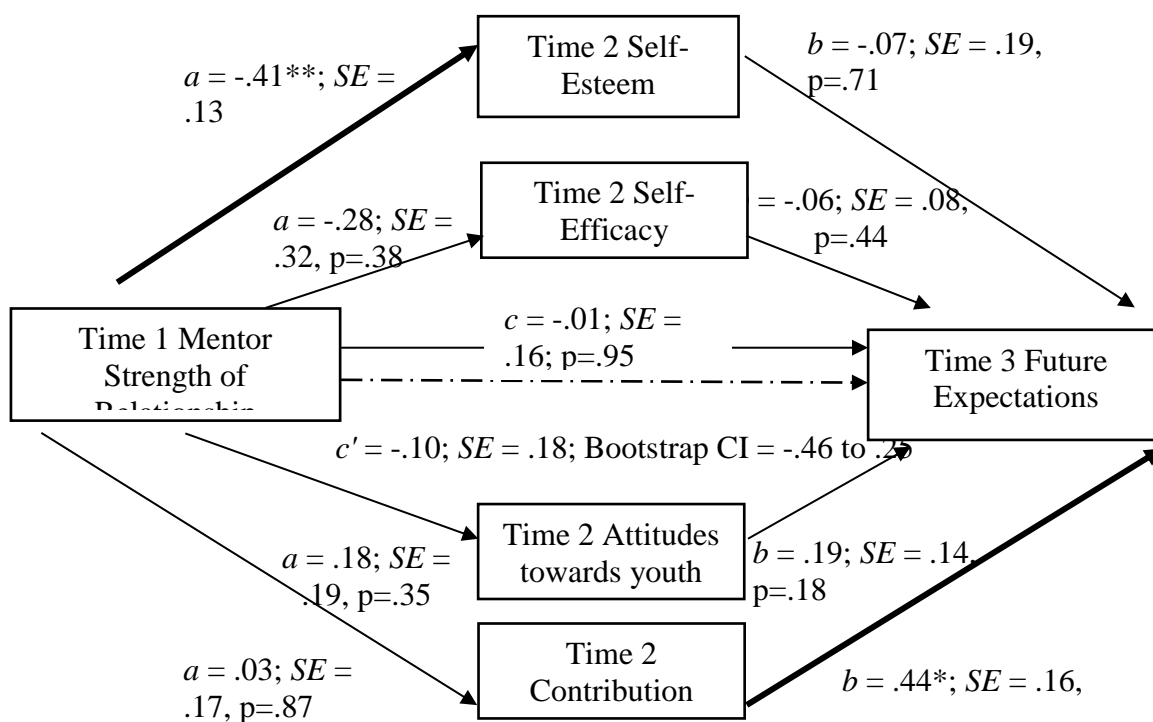 Time 2 Self-
Esteem
b = -.07; SE = .19,
p=.71
a = -.41**; SE =
.13
Time 2 Self-
Efficacy
= -.06; SE = .08,
p=.44
a = -.28; SE =
.32, p=.38
Time 1 Mentor
Strength of
Relationship
c = -.01; SE =
.16; p=.95
Time 3 Future
Expectations
c' = -.10; SE = .18; Bootstrap CI = -.46 to .25
Time 2 Attitudes
towards youth
a = .18; SE =
.19, p=.35
b = .19; SE = .14,
p=.18
Time 2
Contribution
a = .03; SE =
.17, p=.87
b = .44*; SE = .16,